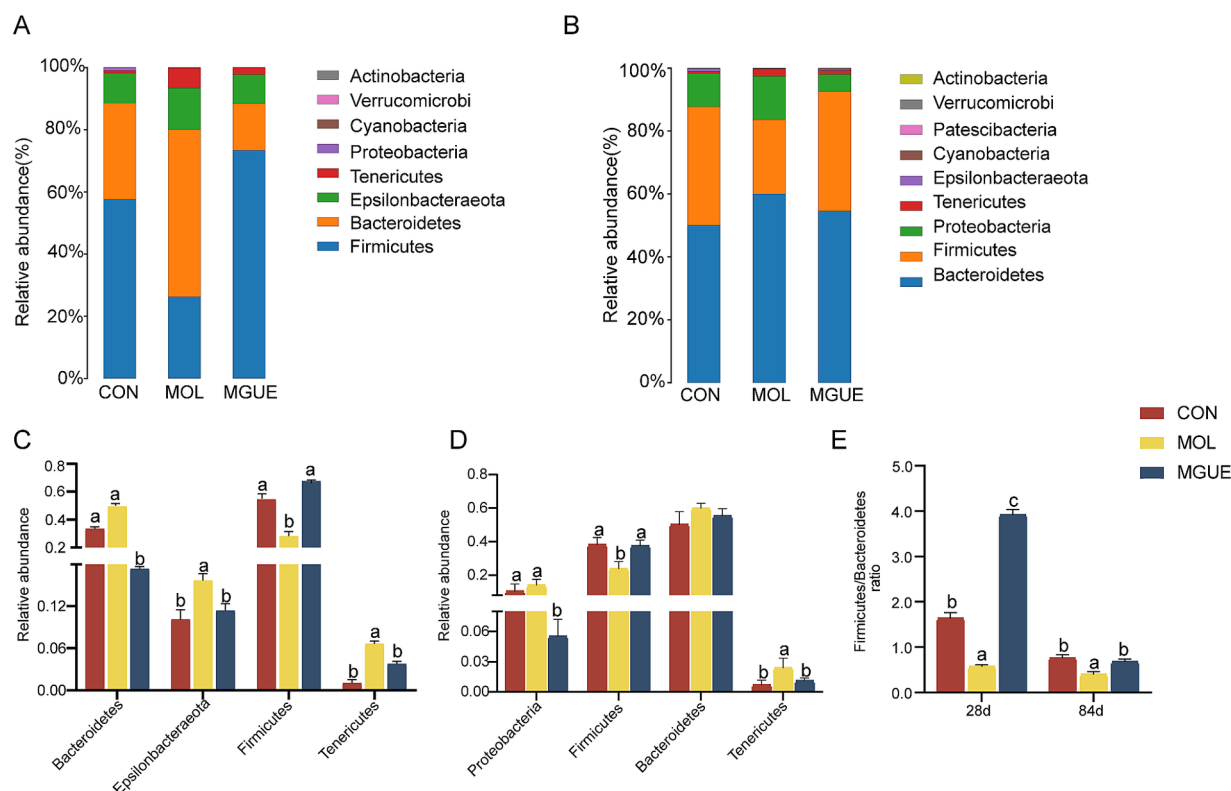 A
100%
80%
60%
40%
20%
0%
Relative abundance(%)
CON MOL MGUE
Actinobacteria
Verrucomicrobi
Cyanobacteria
Proteobacteria
Tenericutes
Epsilonbacteraeota
Bacteroidetes
Firmicutes
B
100%
80%
60%
40%
20%
0%
Relative abundance(%)
CON MOL MGUE
Actinobacteria
Verrucomicrobi
Patescibacteria
Cyanobacteria
Epsilonbacteraeota
Tenericutes
Proteobacteria
Firmicutes
Bacteroidetes
CON
MOL
MGUE
C
0.8
0.6
0.4
0.2
0.12
0.06
0.00
Relative abundance
a a b
b a b
a b a
b a b
Bacteroidetes
Epsilonbacteraeota
Firmicutes
Tenericutes
D
0.8
0.6
0.4
0.2
0.06
0.03
0.00
Relative abundance
a a b
a b a
b a b
Proteobacteria
Firmicutes
Bacteroidetes
Tenericutes
E
5.0
4.0
3.0
2.0
1.0
0.0
Firmicutes/Bacteroidetes
ratio
b a c
b a b
28d 84d